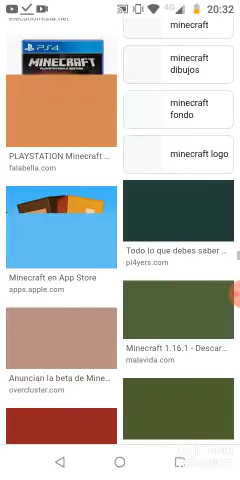 20:32
4G
economista.net
PS4
MINECRAFT
PLAYSTATION Minecraft ...
falabella.com
Minecraft en App Store
apps.apple.com
Anuncian la beta de Mine...
overcluster.com
minecraft
minecraft
dibujos
minecraft
fondo
minecraft logo
Todo lo que debes saber ...
pl4yers.com
Minecraft 1.16.1 - Descar...
malavida.com